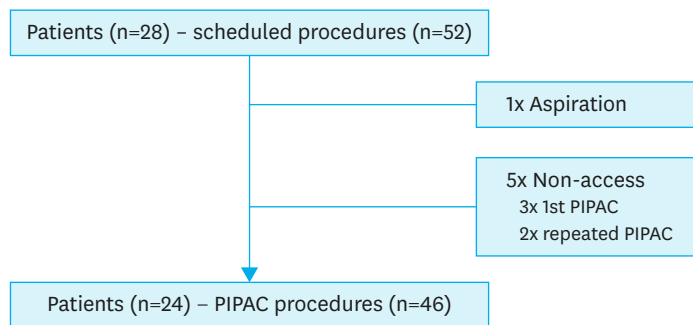 Patients (n=28) – scheduled procedures (n=52)
1x Aspiration
5x Non-access
3x 1st PIPAC
2x repeated PIPAC
Patients (n=24) – PIPAC procedures (n=46)